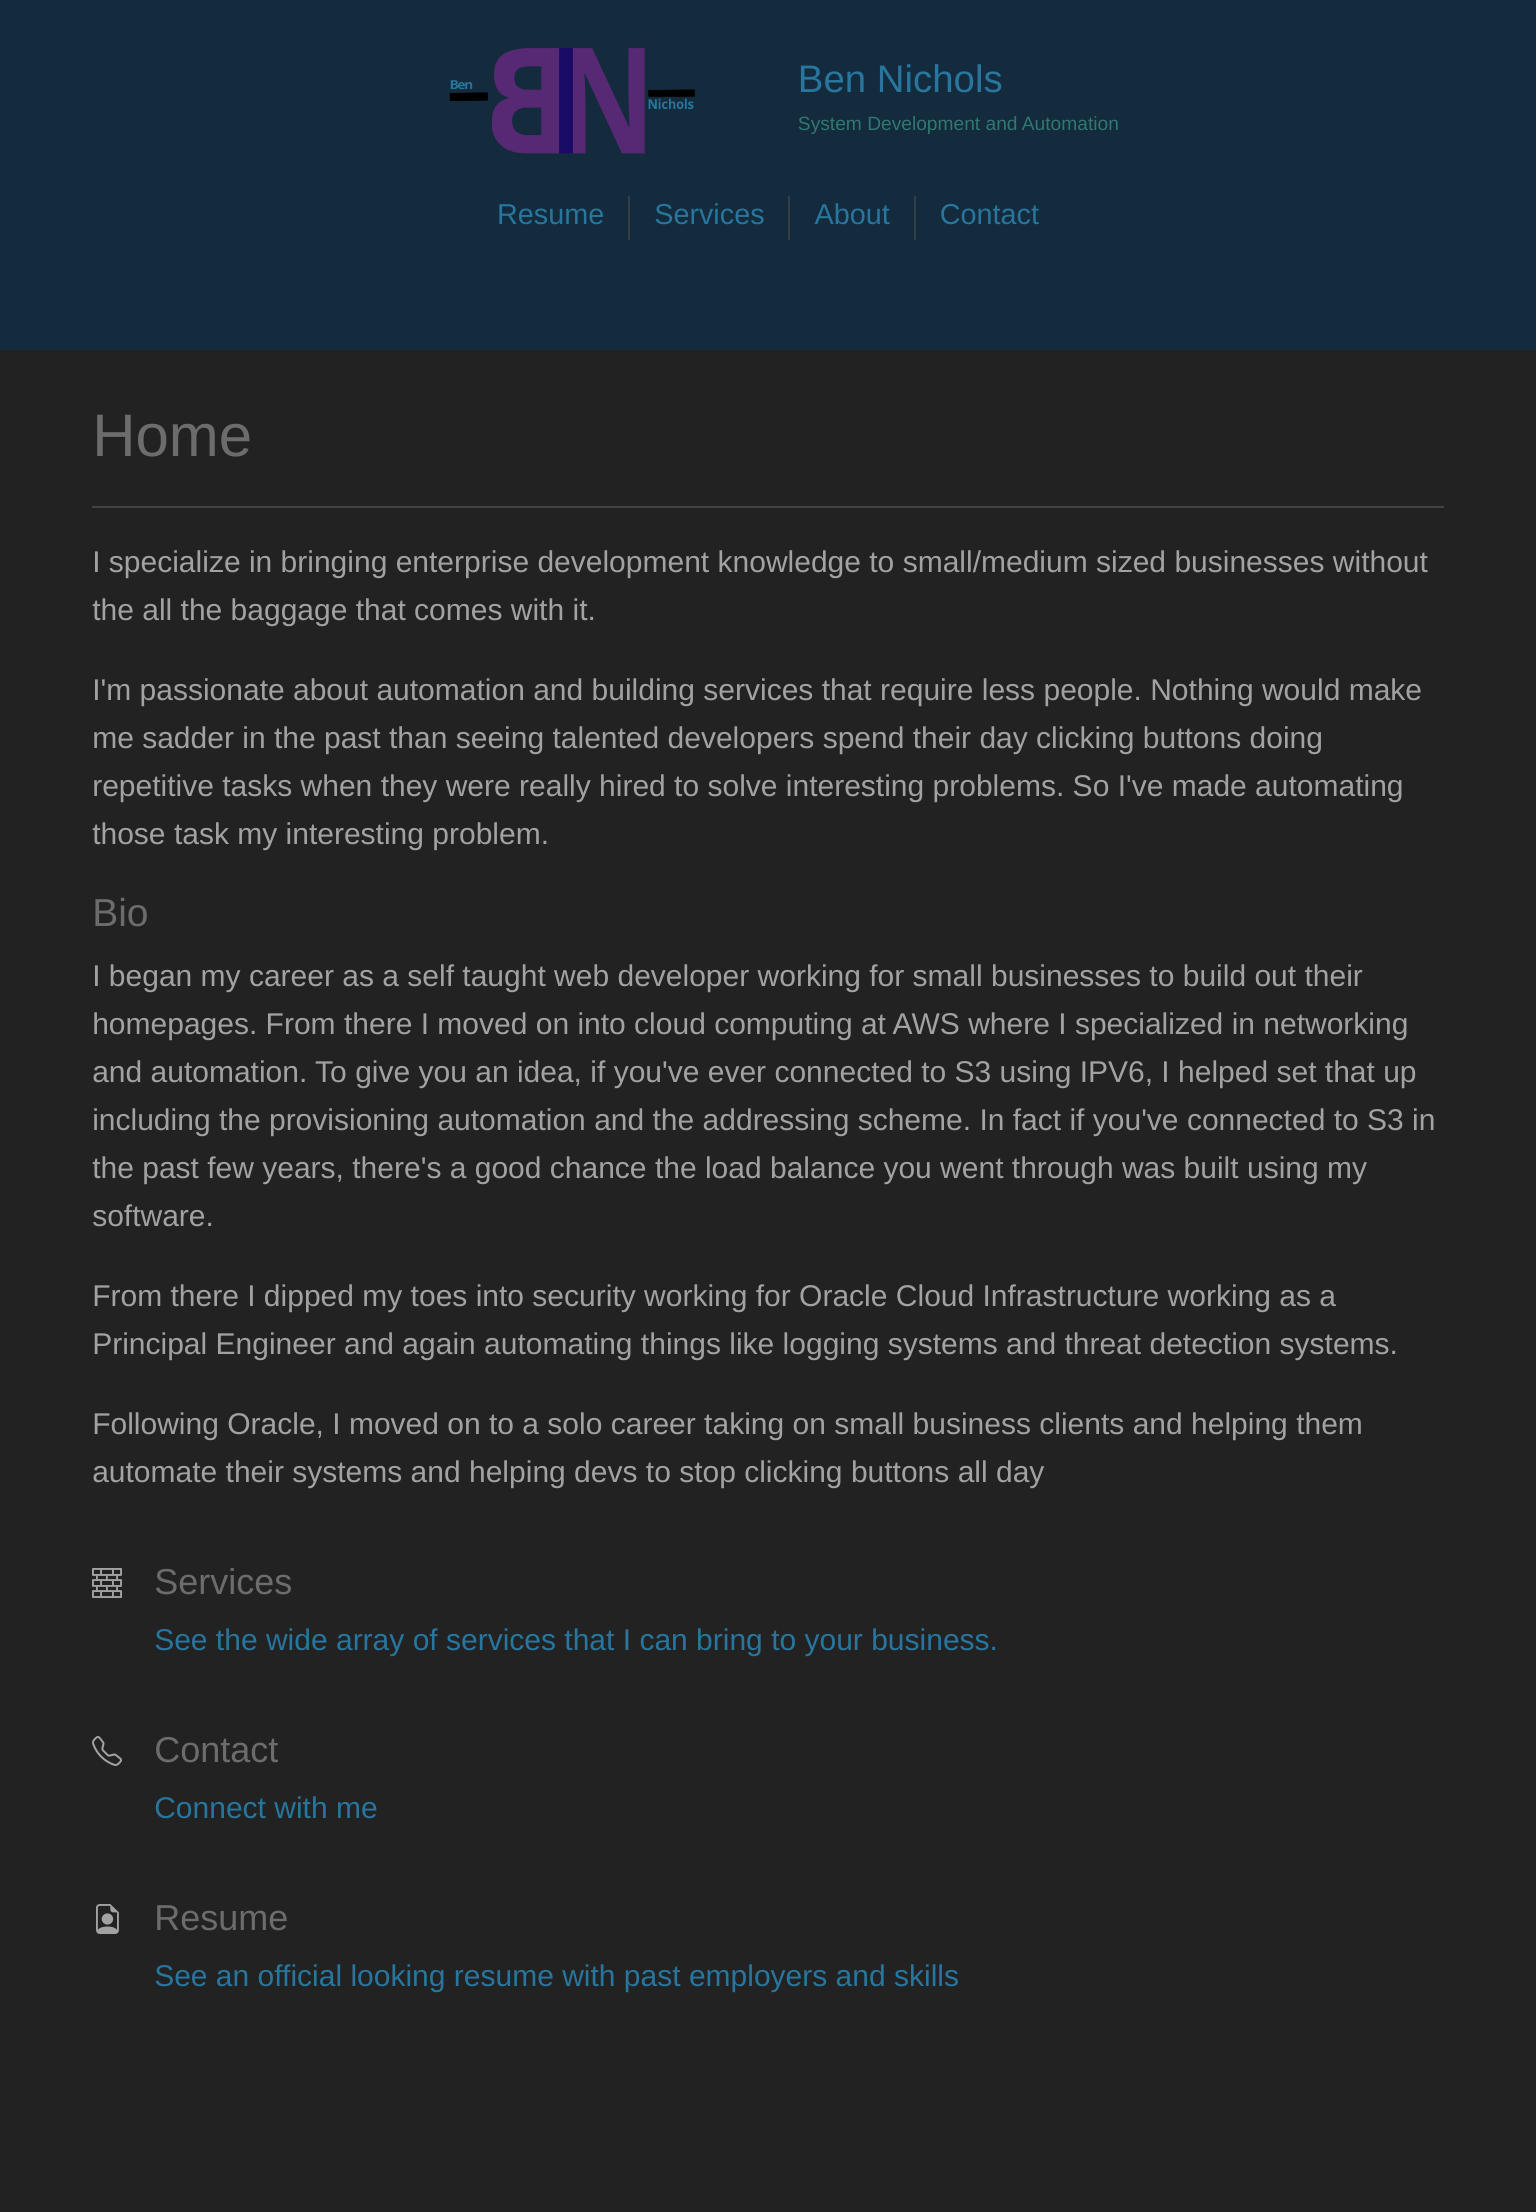 Ben
BN
Nichols
Ben Nichols
System Development and Automation
Resume
Services
About
Contact
Home
I specialize in bringing enterprise development knowledge to small/medium sized businesses without
the all the baggage that comes with it.
I'm passionate about automation and building services that require less people. Nothing would make
me sadder in the past than seeing talented developers spend their day clicking buttons doing
repetitive tasks when they were really hired to solve interesting problems. So I've made automating
those task my interesting problem.
Bio
I began my career as a self taught web developer working for small businesses to build out their
homepages. From there I moved on into cloud computing at AWS where I specialized in networking
and automation. To give you an idea, if you've ever connected to S3 using IPV6, I helped set that up
including the provisioning automation and the addressing scheme. In fact if you've connected to S3 in
the past few years, there's a good chance the load balance you went through was built using my
software.
From there I dipped my toes into security working for Oracle Cloud Infrastructure working as a
Principal Engineer and again automating things like logging systems and threat detection systems.
Following Oracle, I moved on to a solo career taking on small business clients and helping them
automate their systems and helping devs to stop clicking buttons all day
Services
See the wide array of services that I can bring to your business.
Contact
Connect with me
Resume
See an official looking resume with past employers and skills